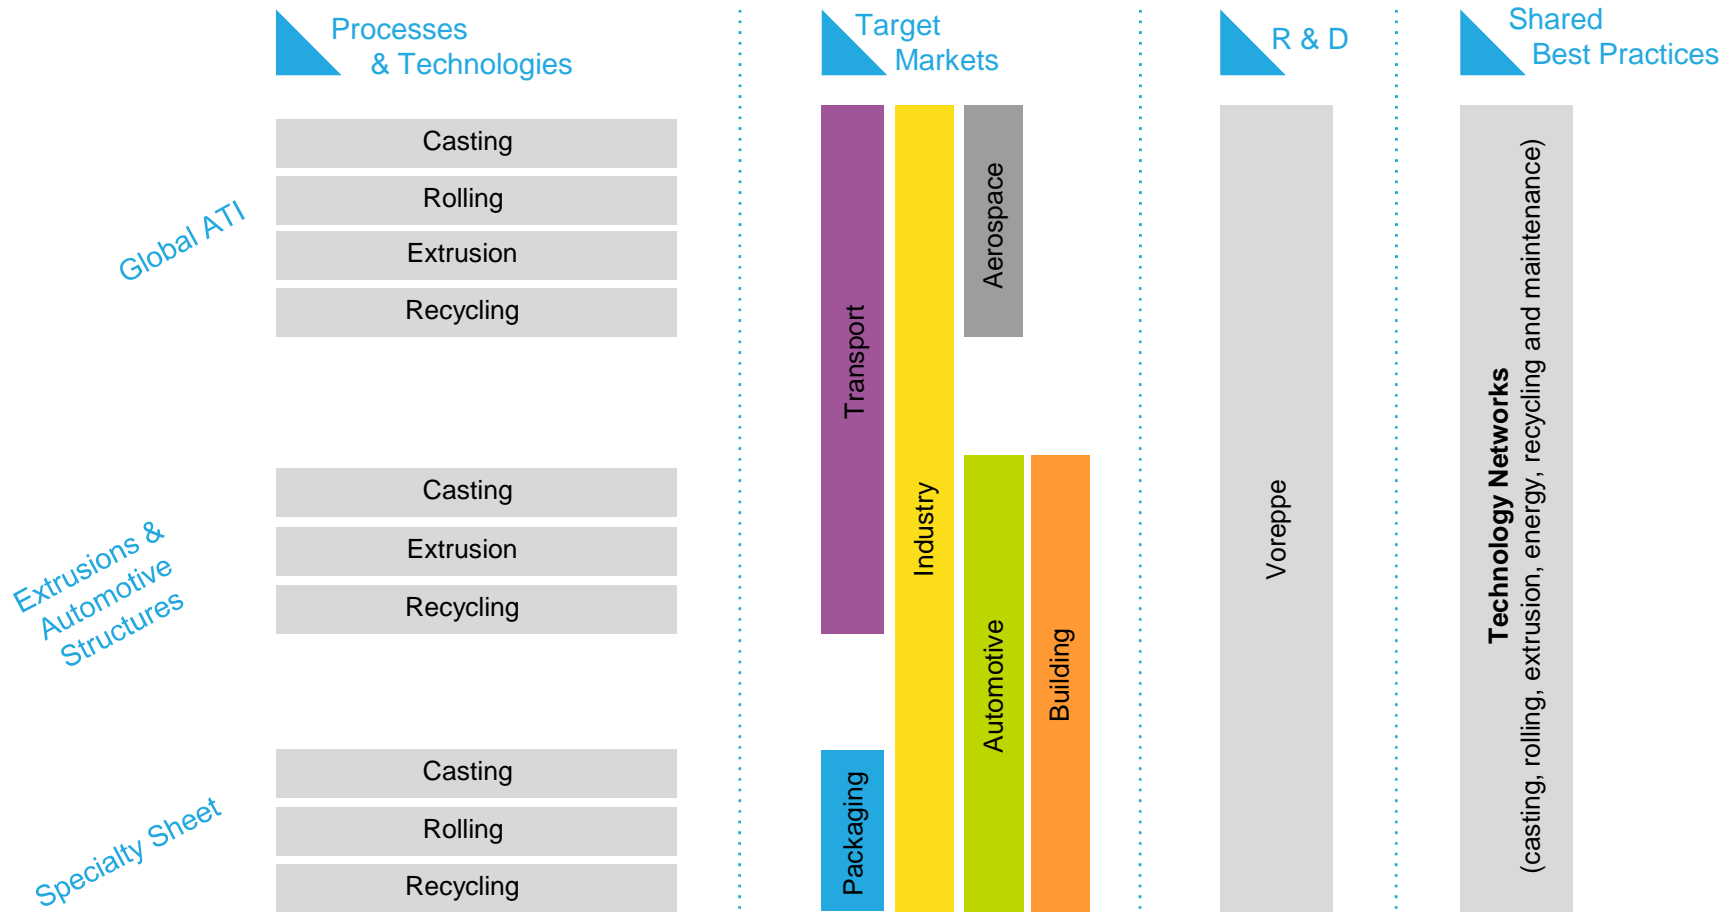 Processes
& Technologies
Target
Markets
R & D
Shared
Best Practices
Global ATI
Casting
Rolling
Extrusion
Recycling
Extrusions &
Automotive
Structures
Casting
Extrusion
Recycling
Specialty Sheet
Casting
Rolling
Recycling
Transport
Industry
Aerospace
Automotive
Building
Packaging
Voreppe
Technology Networks
(casting, rolling, extrusion, energy, recycling and maintenance)